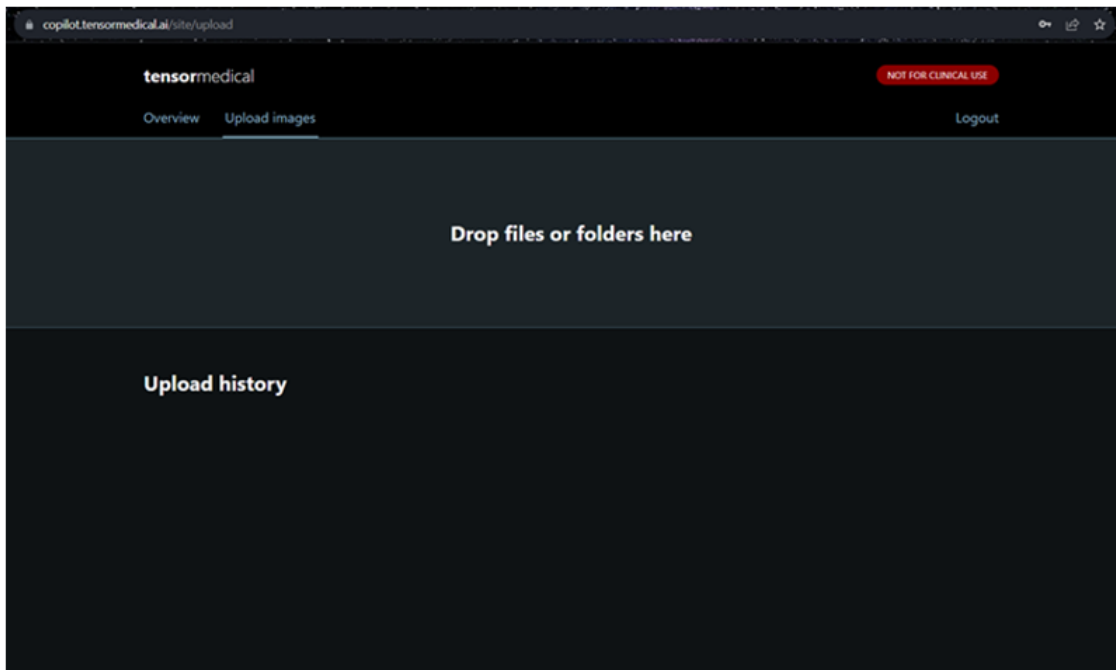 copilot.tensormedical.ai/site/upload
tensormedical
NOT FOR CLINICAL USE
Overview
Upload images
Logout
Drop files or folders here
Upload history